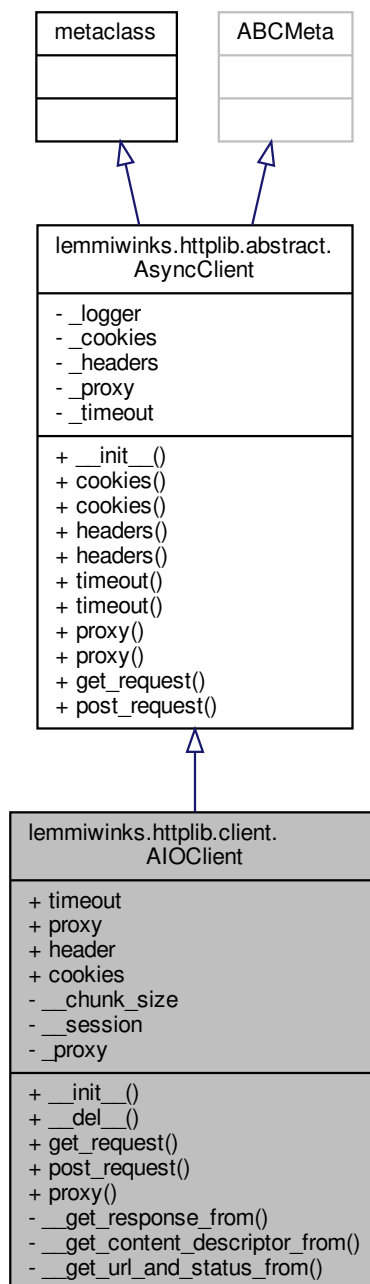 metaclass
ABCMeta
lemmiwinks.httplib.abstract.
AsyncClient
- _logger
- _cookies
- _headers
- _proxy
- _timeout
+ __init__()
+ cookies()
+ cookies()
+ headers()
+ headers()
+ timeout()
+ timeout()
+ proxy()
+ proxy()
+ get_request()
+ post_request()
lemmiwinks.httplib.client.
AIOClient
+ timeout
+ proxy
+ header
+ cookies
- __chunk_size
- __session
- _proxy
+ __init__()
+ __del__()
+ get_request()
+ post_request()
+ proxy()
- __get_response_from()
- __get_content_descriptor_from()
- __get_url_and_status_from()